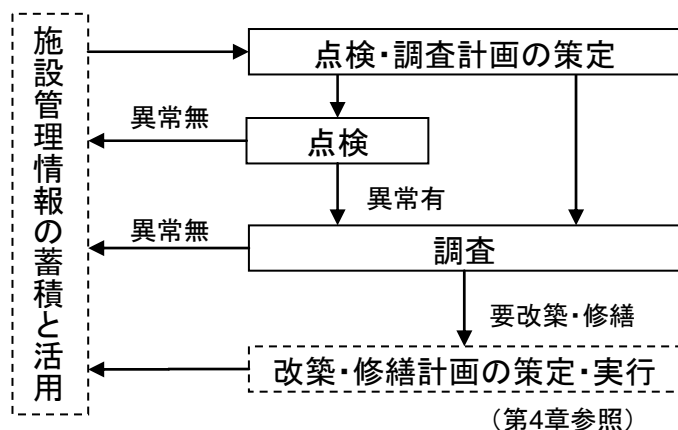 施設管理情報の蓄積と活用
点検・調査計画の策定
異常無
点検
異常有
異常無
調査
要改築・修繕
改築・修繕計画の策定・実行
（第4章参照）